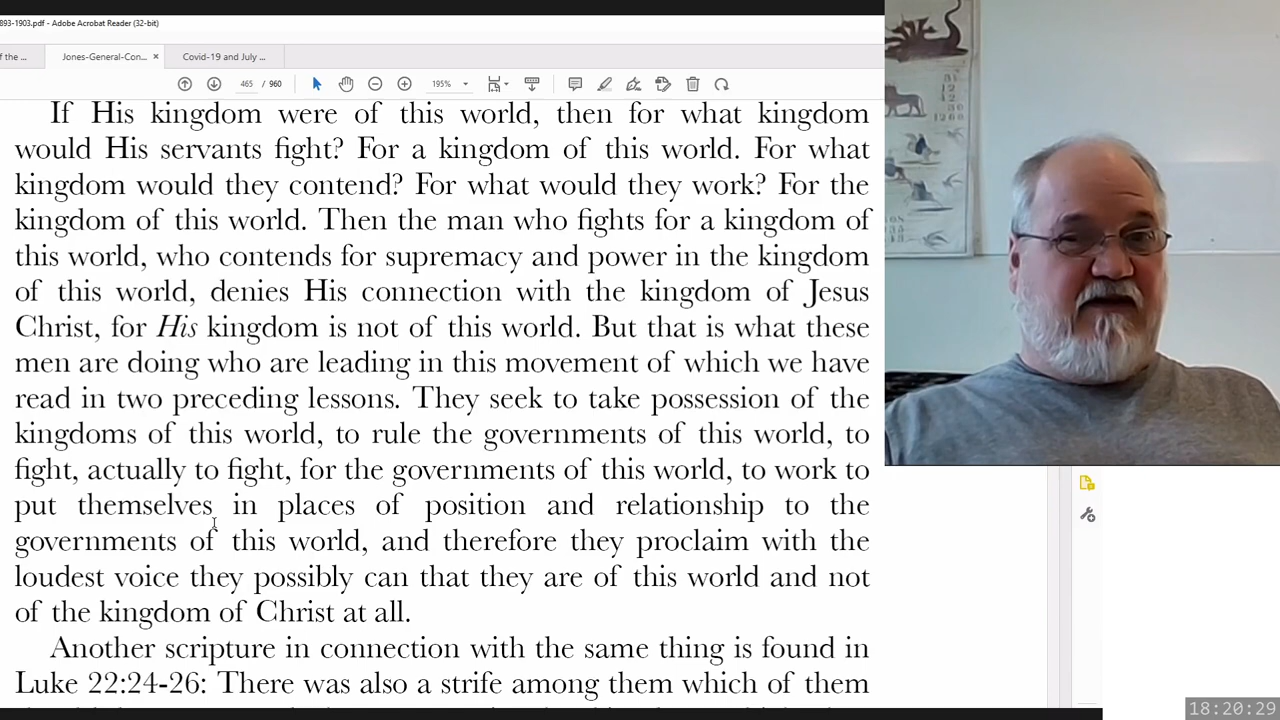 893-1903.pdf - Adobe Acrobat Reader (32-bit)
f the ...
Jones-General-Con... ×
Covid-19 and July ...
465 / 960
195%
If His kingdom were of this world, then for what kingdom
would His servants fight? For a kingdom of this world. For what
kingdom would they contend? For what would they work? For the
kingdom of this world. Then the man who fights for a kingdom of
this world, who contends for supremacy and power in the kingdom
of this world, denies His connection with the kingdom of Jesus
Christ, for His kingdom is not of this world. But that is what these
men are doing who are leading in this movement of which we have
read in two preceding lessons. They seek to take possession of the
kingdoms of this world, to rule the governments of this world, to
fight, actually to fight, for the governments of this world, to work to
put themselves in places of position and relationship to the
governments of this world, and therefore they proclaim with the
loudest voice they possibly can that they are of this world and not
of the kingdom of Christ at all.
Another scripture in connection with the same thing is found in
Luke 22:24-26: There was also a strife among them which of them
18:20:29